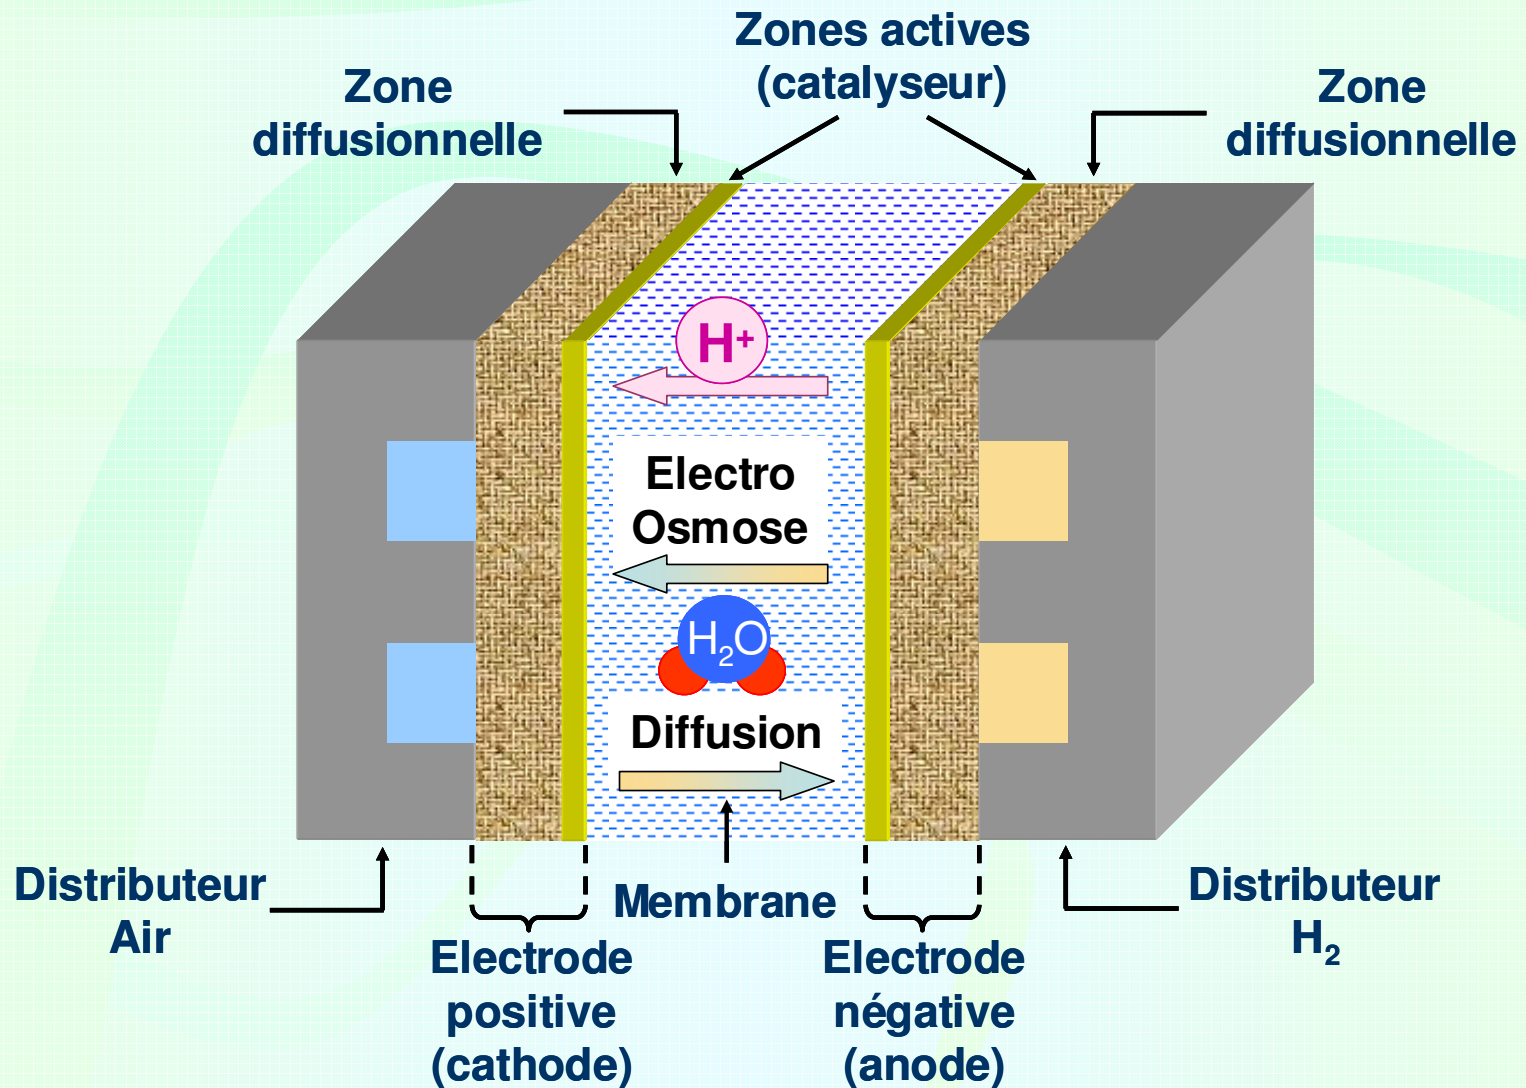 Zones actives
(catalyseur)
Zone
diffusionnelle
Zone
diffusionnelle
H+
Electro
Osmose
H2O
Diffusion
Distributeur
Air
Membrane
Distributeur
H2
Electrode
positive
(cathode)
Electrode
négative
(anode)